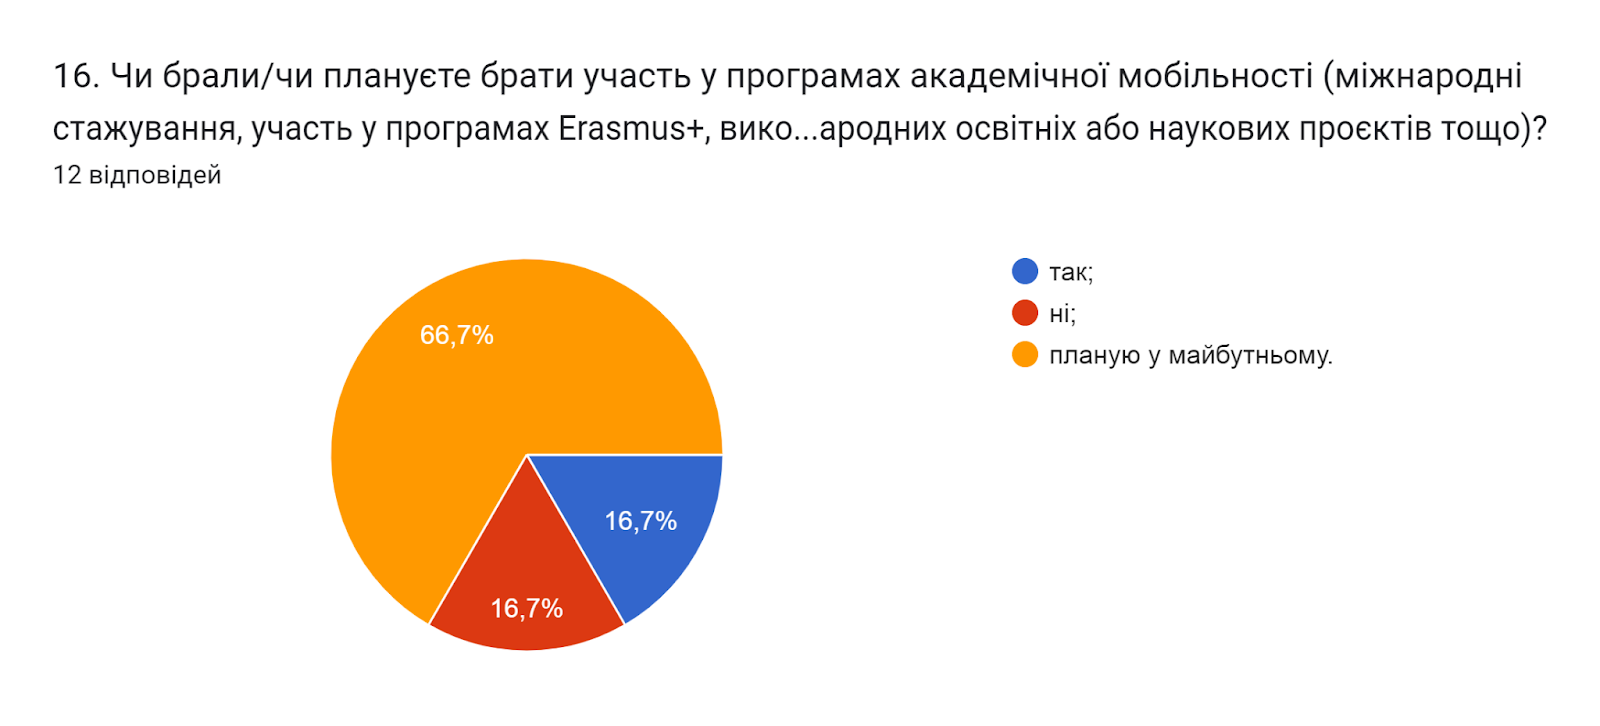 16. Чи брали/чи плануєте брати участь у програмах академічної мобільності (міжнародні
стажування, участь у програмах Erasmus+, вико...ародних освітніх або наукових проєктів тощо)?
12 відповідей
так;
ні;
планую у майбутньому.
66,7%
16,7%
16,7%